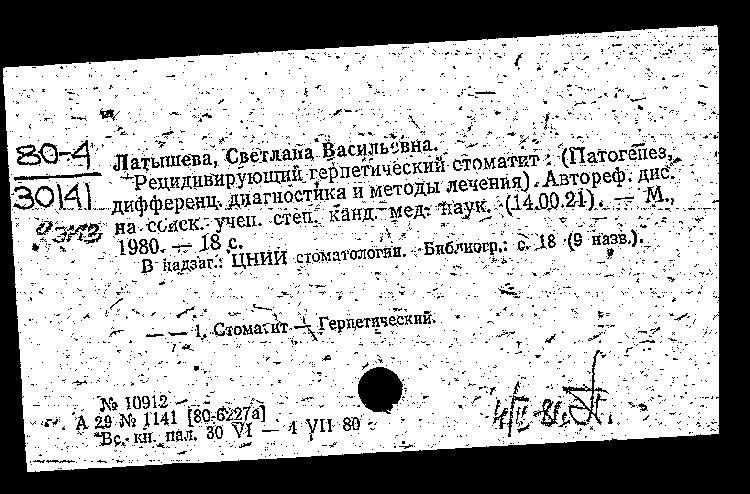 80-4
30141
Латышева, Светлана Васильевна.
Рецидивирующий герпетический стоматит : (Патогенез,
дифференц. диагностика и методы лечения). Автореф. дис.
на соиск. учен. степ. канд. мед. наук. (14.00.21). — М.,
1980. — 18 с.
В надзаг.: ЦНИИ стоматологии. Библиогр.: с. 18 (9 назв.).
— — 1. Стоматит — Герпетический.
№ 10912
А 29 № 1141 [80-6227а]
Вс. кн. пал. 30 VI — 4 VII 80